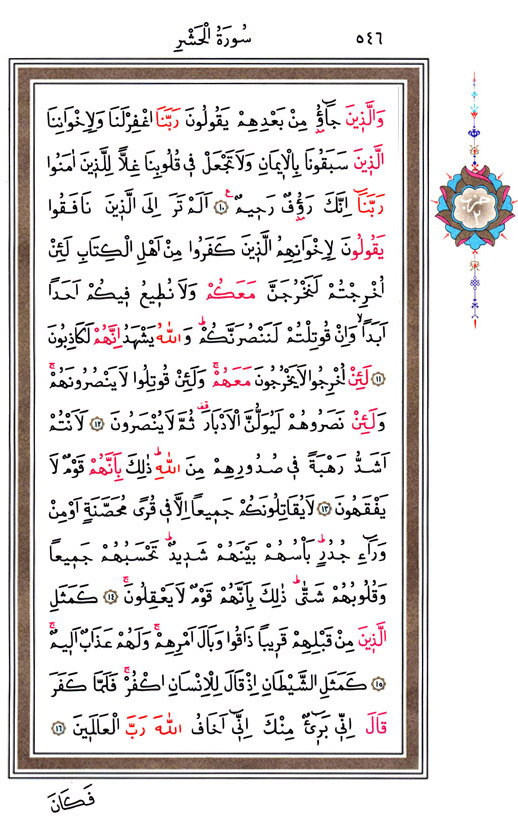 ٥٤٦
سُورَةُ الْحَشْرِ
وَالَّذ۪ينَ جَٓاؤُ۫ مِنْ بَعْدِهِمْ يَقُولُونَ رَبَّنَا اغْفِرْلَنَا وَلِاِخْوَانِنَا
الَّذ۪ينَ سَبَقُونَا بِالْا۪يمَانِ وَلَا تَجْعَلْ ف۪ي قُلُوبِنَا غِلًّا لِلَّذ۪ينَ اٰمَنُوا
رَبَّنَٓا اِنَّكَ رَؤُ۫فٌ رَح۪يمٌ۟ ﴿١٠﴾ اَلَمْ تَرَ اِلَى الَّذ۪ينَ نَافَقُوا
يَقُولُونَ لِاِخْوَانِهِمُ الَّذ۪ينَ كَفَرُوا مِنْ اَهْلِ الْكِتَابِ لَئِنْ
اُخْرِجْتُمْ لَنَخْرُجَنَّ مَعَكُمْ وَلَا نُط۪يعُ ف۪يكُمْ اَحَدًا
اَبَدًاۙ وَاِنْ قُوتِلْتُمْ لَنَنْصُرَنَّكُمْۜ وَاللّٰهُ يَشْهَدُ اِنَّهُمْ لَكَاذِبُونَ
﴿١١﴾ لَئِنْ اُخْرِجُوا لَا يَخْرُجُونَ مَعَهُمْۚ وَلَئِنْ قُوتِلُوا لَا يَنْصُرُونَهُمْۚ
وَلَئِنْ نَصَرُوهُمْ لَيُوَلُّنَّ الْاَدْبَارَ۠ ثُمَّ لَا يُنْصَرُونَ ﴿١٢﴾ لَاَنْتُمْ
اَشَدُّ رَهْبَةً ف۪ي صُدُورِهِمْ مِنَ اللّٰهِۜ ذٰلِكَ بِاَنَّهُمْ قَوْمٌ لَا
يَفْقَهُونَ ﴿١٣﴾ لَا يُقَاتِلُونَكُمْ جَم۪يعًا اِلَّا ف۪ي قُرًى مُحَصَّنَةٍ اَوْ مِنْ
وَرَٓاءِ جُدُرٍۜ بَاْسُهُمْ بَيْنَهُمْ شَد۪يدٌۜ تَحْسَبُهُمْ جَم۪يعًا
وَقُلُوبُهُمْ شَتّٰىۜ ذٰلِكَ بِاَنَّهُمْ قَوْمٌ لَا يَعْقِلُونَۚ ﴿١٤﴾ كَمَثَلِ
الَّذ۪ينَ مِنْ قَبْلِهِمْ قَر۪يبًا ذَاقُوا وَبَالَ اَمْرِهِمْۚ وَلَهُمْ عَذَابٌ اَل۪يمٌۚ
﴿١٥﴾ كَمَثَلِ الشَّيْطَانِ اِذْ قَالَ لِلْاِنْسَانِ اكْفُرْۚ فَلَمَّا كَفَرَ
قَالَ اِنّ۪ي بَر۪ٓيءٌ مِنْكَ اِنّ۪ٓي اَخَافُ اللّٰهَ رَبَّ الْعَالَم۪ينَ ﴿١٦﴾
فَكَانَ